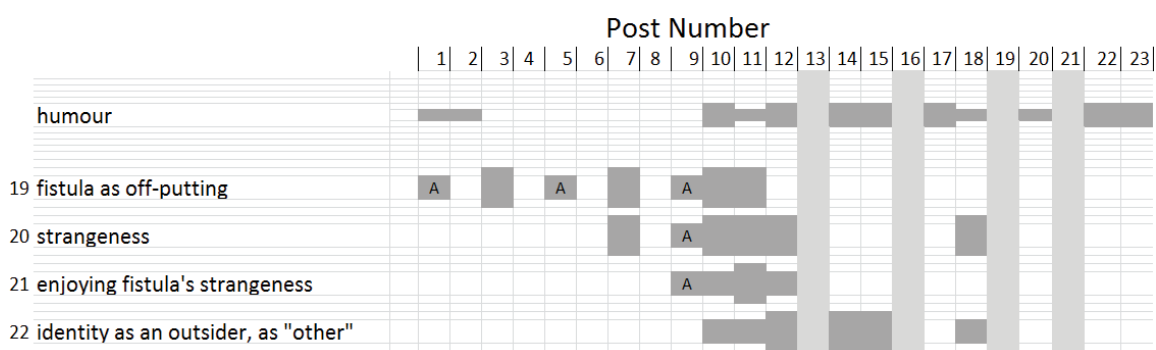 Post Number
1 2 3 4 5 6 7 8 9 10 11 12 13 14 15 16 17 18 19 20 21 22 23
humour
19 fistula as off-putting A A A
20 strangeness A
21 enjoying fistula's strangeness A
22 identity as an outsider, as "other"